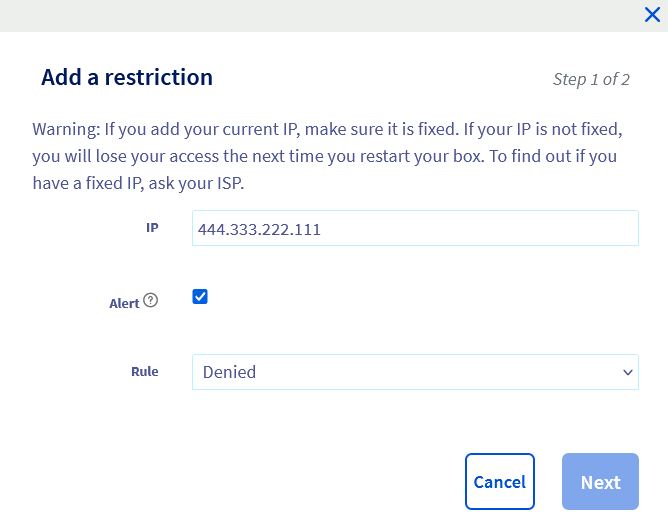 Add a restriction
Step 1 of 2
Warning: If you add your current IP, make sure it is fixed. If your IP is not fixed,
you will lose your access the next time you restart your box. To find out if you
have a fixed IP, ask your ISP.
IP
444.333.222.111
Alert ?
Rule
Denied
Cancel
Next